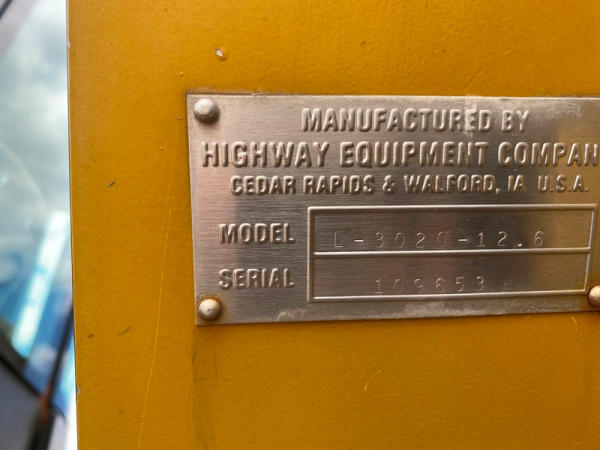 MANUFACTURED BY
HIGHWAY EQUIPMENT COMPAN
CEDAR RAPIDS & WALFORD, IA U.S.A.
MODEL L-3020-12.6
SERIAL 109653